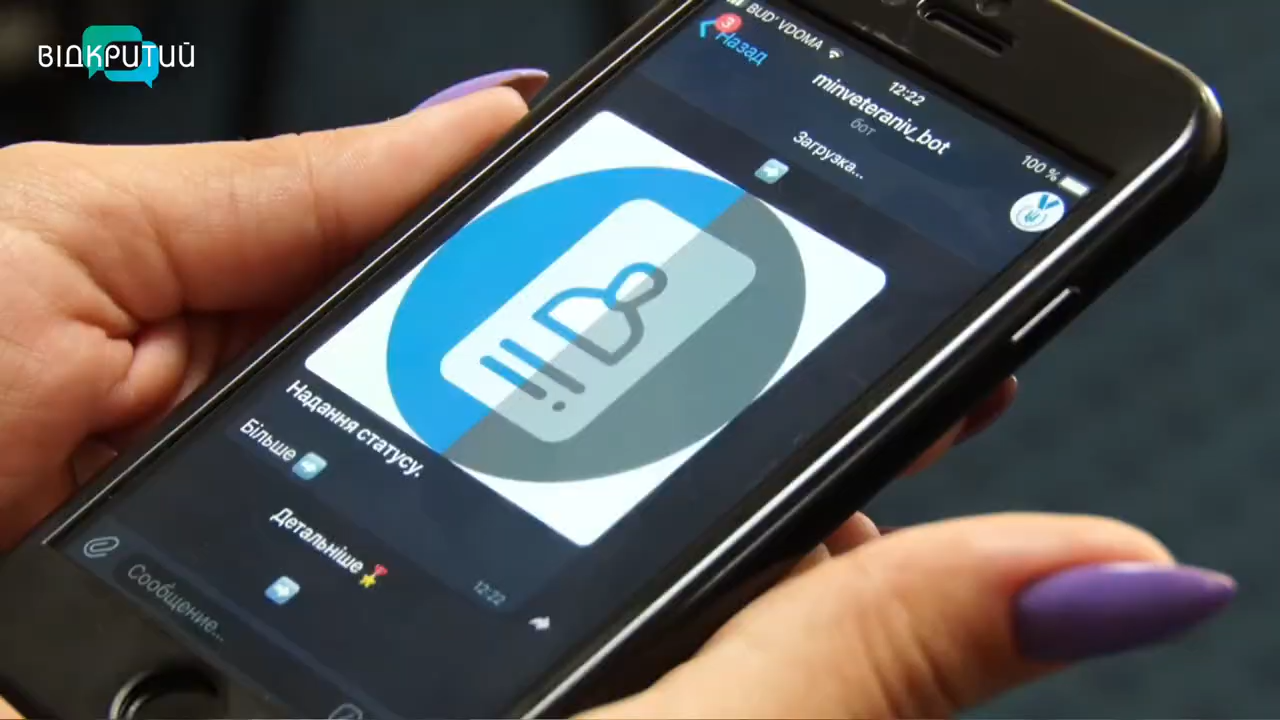 ВІДКРИТИЙ
BUD' VDOMA
12:22
100 %
3
Назад
minveteraniv_bot
бот
Загрузка...
Надання статусу.
Більше
12:22
Детальніше
Сообщение...